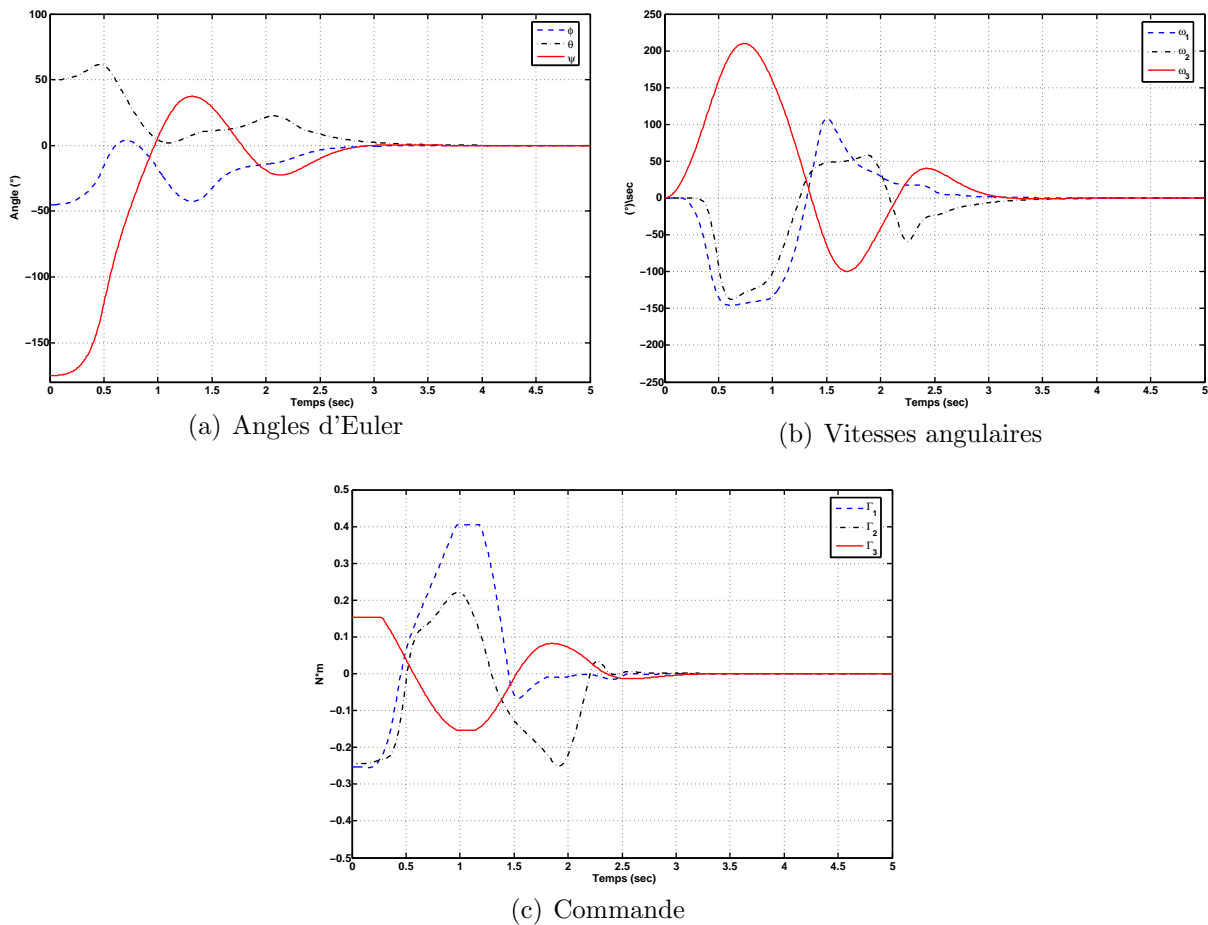 100
50
0
−50
−100
−150
Angle (°)
0 0.5 1 1.5 2 2.5 3 3.5 4 4.5 5
Temps (sec)
ϕ
θ
ψ
(a) Angles d'Euler
250
200
150
100
50
0
−50
−100
−150
−200
−250
(°)\sec
0 0.5 1 1.5 2 2.5 3 3.5 4 4.5 5
Temps (sec)
ω1
ω2
ω3
(b) Vitesses angulaires
0.5
0.4
0.3
0.2
0.1
0
−0.1
−0.2
−0.3
−0.4
−0.5
N*m
0 0.5 1 1.5 2 2.5 3 3.5 4 4.5 5
Temps (sec)
Γ1
Γ2
Γ3
(c) Commande